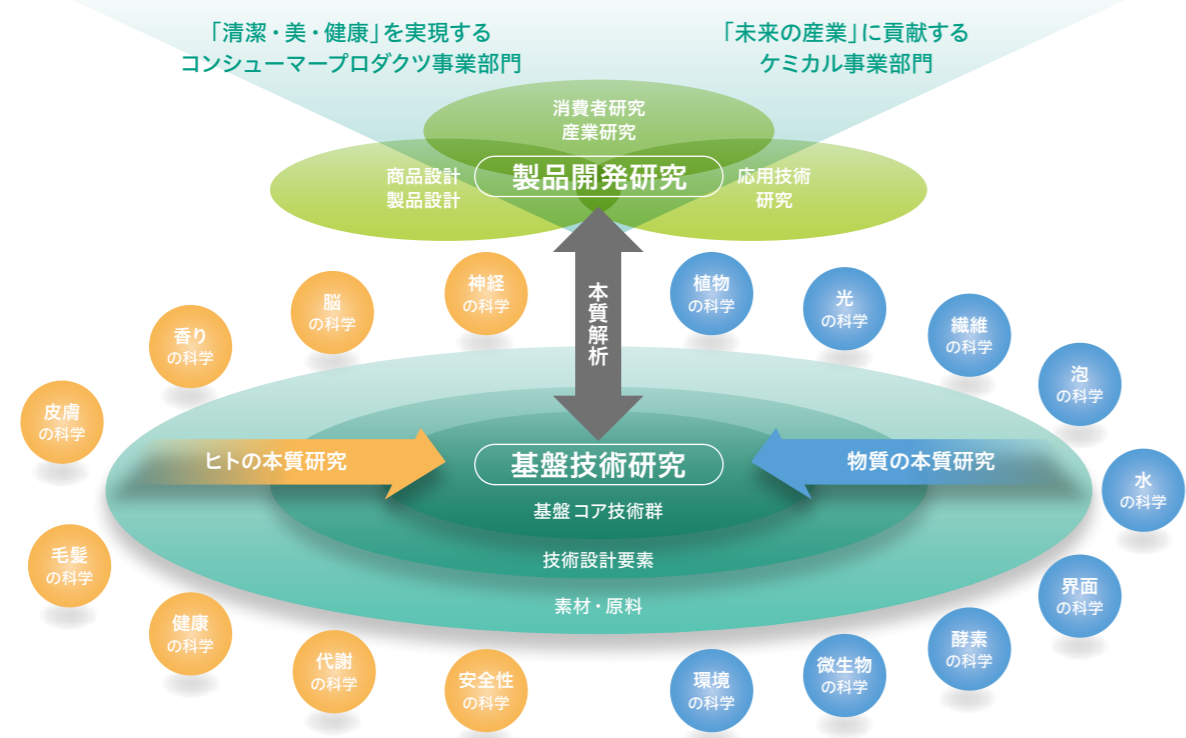 「清潔・美・健康」を実現する
コンシューマープロダクツ事業部門
「未来の産業」に貢献する
ケミカル事業部門
消費者研究
産業研究
商品設計
製品設計
製品開発研究
応用技術
研究
本質解析
神経
の科学
脳
の科学
香り
の科学
皮膚
の科学
毛髪
の科学
健康
の科学
代謝
の科学
安全性
の科学
植物
の科学
光
の科学
繊維
の科学
泡
の科学
水
の科学
界面
の科学
酵素
の科学
微生物
の科学
環境
の科学
ヒトの本質研究
基盤技術研究
物質の本質研究
基盤コア技術群
技術設計要素
素材・原料